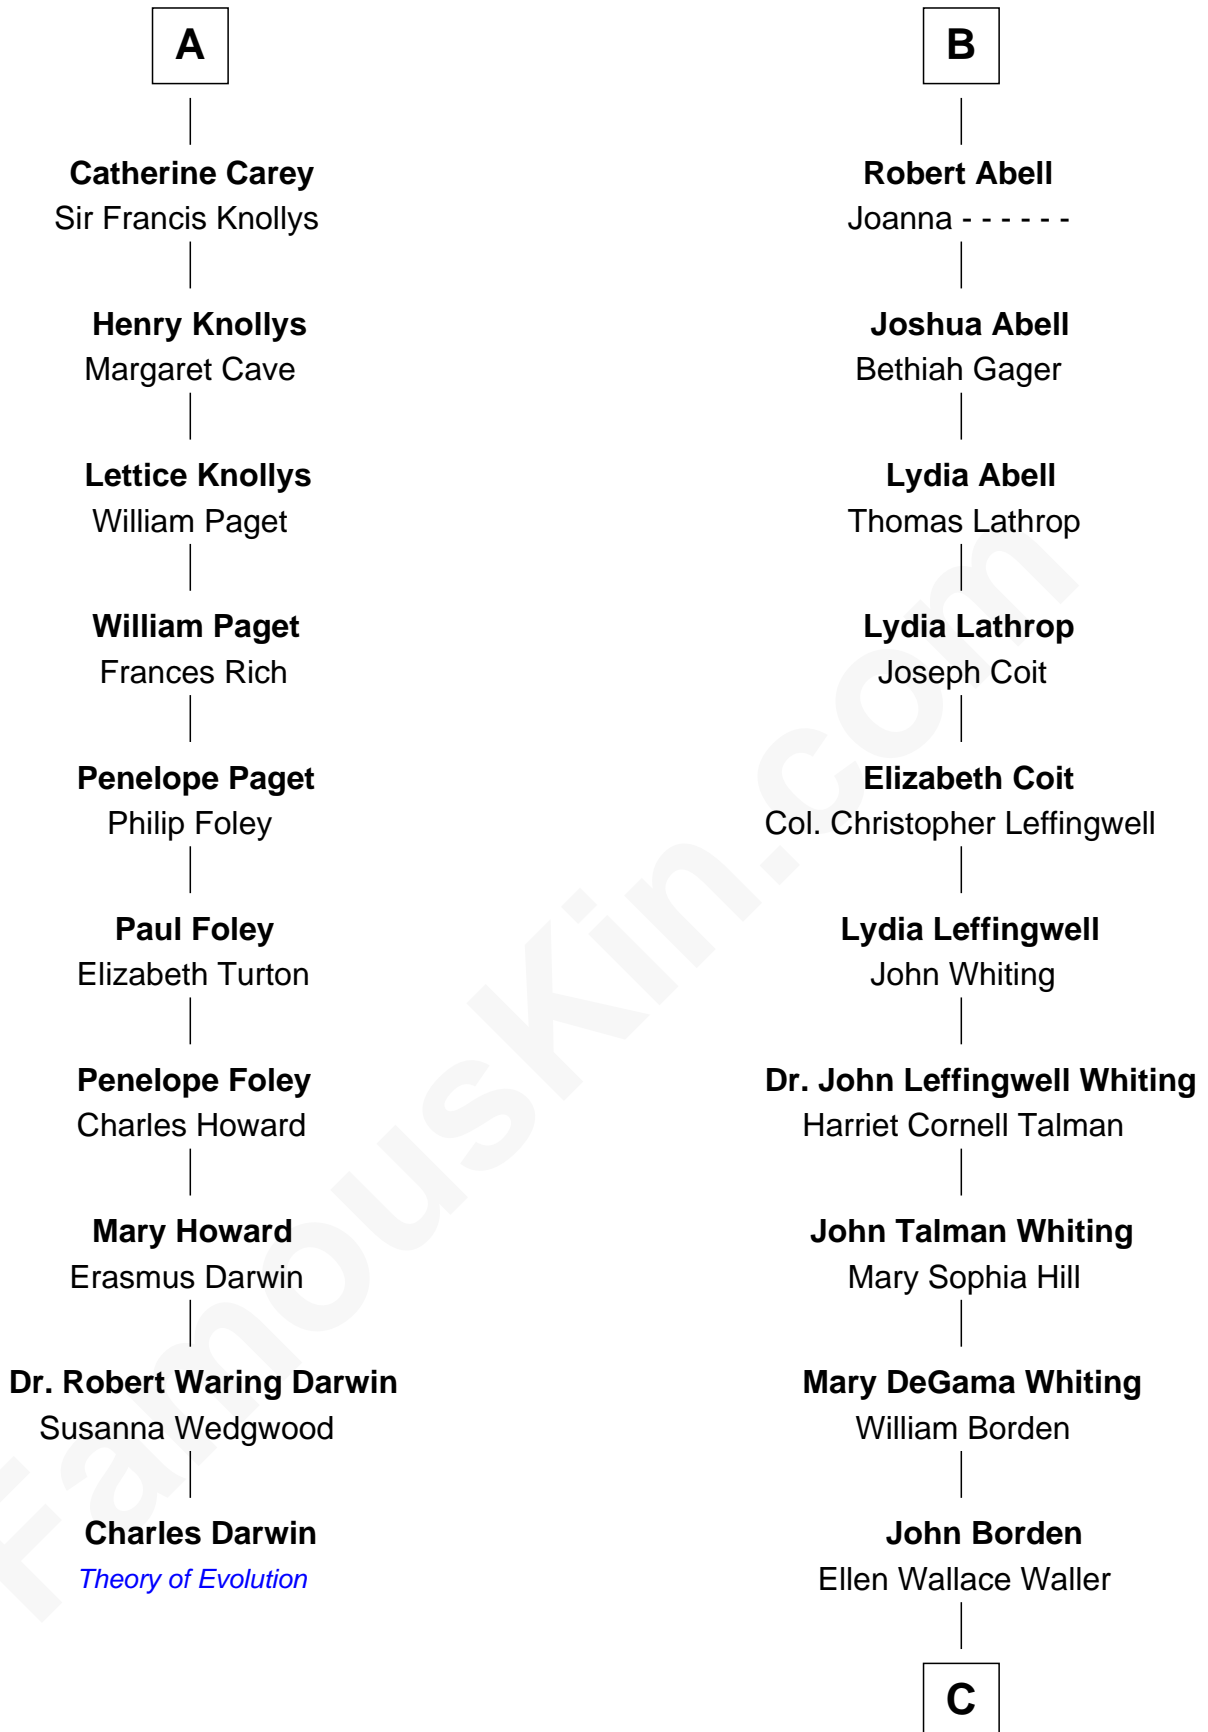 A
Catherine Carey
Sir Francis Knollys
Henry Knollys
Margaret Cave
Lettice Knollys
William Paget
William Paget
Frances Rich
Penelope Paget
Philip Foley
Paul Foley
Elizabeth Turton
Penelope Foley
Charles Howard
Mary Howard
Erasmus Darwin
Dr. Robert Waring Darwin
Susanna Wedgwood
Charles Darwin
Theory of Evolution
B
Robert Abell
Joanna - - - - - -
Joshua Abell
Bethiah Gager
Lydia Abell
Thomas Lathrop
Lydia Lathrop
Joseph Coit
Elizabeth Coit
Col. Christopher Leffingwell
Lydia Leffingwell
John Whiting
Dr. John Leffingwell Whiting
Harriet Cornell Talman
John Talman Whiting
Mary Sophia Hill
Mary DeGama Whiting
William Borden
John Borden
Ellen Wallace Waller
C
FamousKin.com